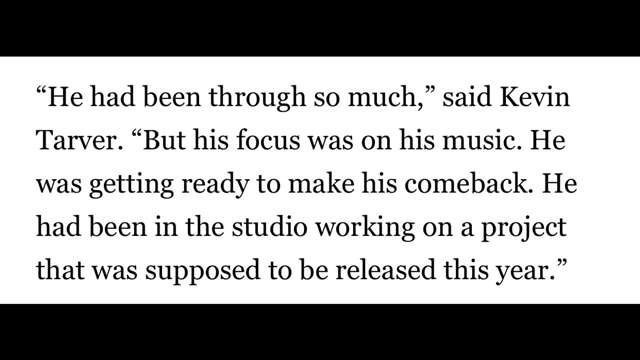 “He had been through so much,” said Kevin
Tarver. “But his focus was on his music. He
was getting ready to make his comeback. He
had been in the studio working on a project
that was supposed to be released this year.”